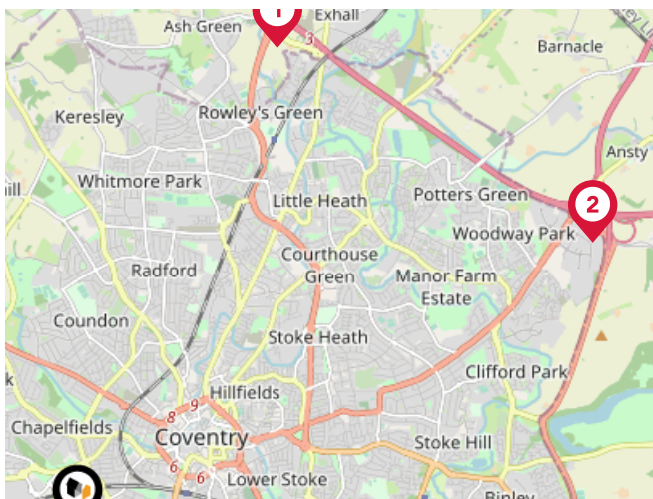 1
Exhall
Ash Green
3
Barnacle
Keresley
Rowley's Green
Ansty
Whitmore Park
Little Heath
Potters Green
2
Woodway Park
Courthouse
Green
Radford
Manor Farm
Estate
Coundon
Stoke Heath
Clifford Park
Hillfields
9
8
Chapelfields
Coventry
Stoke Hill
6
6
Lower Stoke
Binley